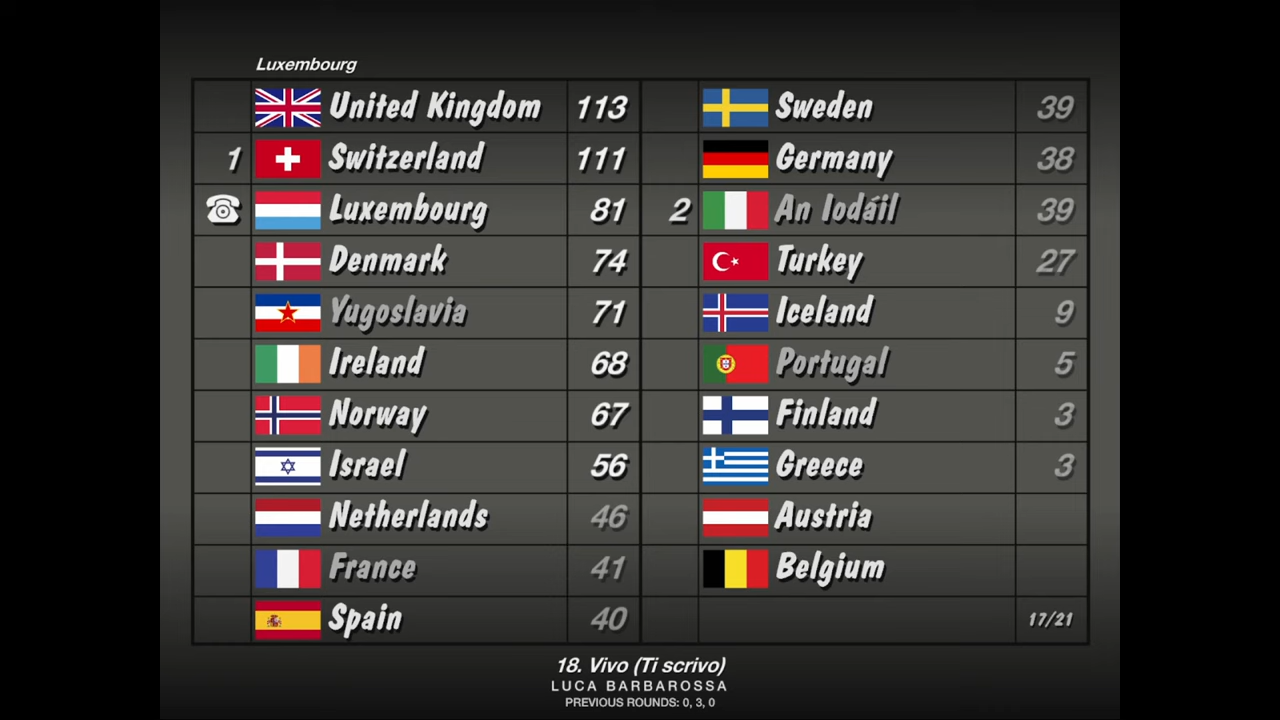 Luxembourg
United Kingdom 113
1 Switzerland 111
Luxembourg 81
Denmark 74
Yugoslavia 71
Ireland 68
Norway 67
Israel 56
Netherlands 46
France 41
Spain 40
Sweden 39
Germany 38
2 An Iodáil 39
Turkey 27
Iceland 9
Portugal 5
Finland 3
Greece 3
Austria
Belgium
17/21
18. Vivo (Ti scrivo)
LUCA BARBAROSSA
PREVIOUS ROUNDS: 0, 3, 0